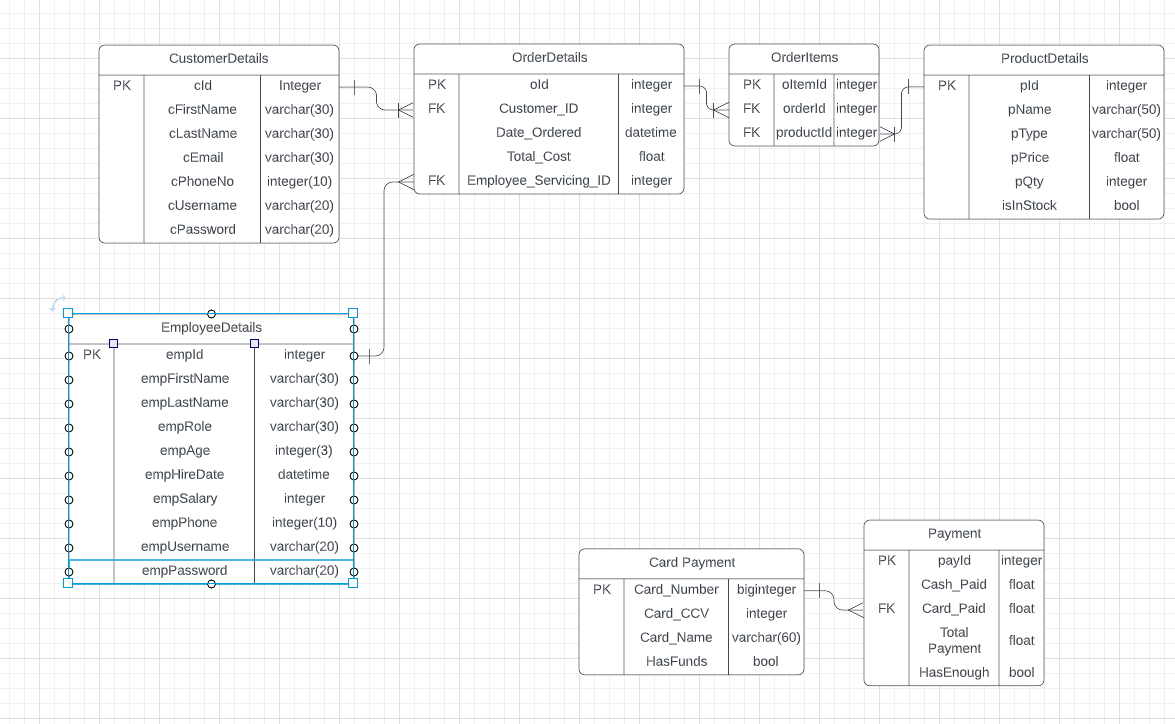 CustomerDetails
PK cId Integer
cFirstName varchar(30)
cLastName varchar(30)
cEmail varchar(30)
cPhoneNo integer(10)
cUsername varchar(20)
cPassword varchar(20)
OrderDetails
PK oId integer
FK Customer_ID integer
Date_Ordered datetime
Total_Cost float
FK Employee_Servicing_ID integer
OrderItems
PK oItemId integer
FK orderId integer
FK productId integer
ProductDetails
PK pId integer
pName varchar(50)
pType varchar(50)
pPrice float
pQty integer
isInStock bool
EmployeeDetails
PK empId integer
empFirstName varchar(30)
empLastName varchar(30)
empRole varchar(30)
empAge integer(3)
empHireDate datetime
empSalary integer
empPhone integer(10)
empUsername varchar(20)
empPassword varchar(20)
Card Payment
PK Card_Number biginteger
Card_CCV integer
Card_Name varchar(60)
HasFunds bool
Payment
PK payId integer
Cash_Paid float
FK Card_Paid float
Total
Payment float
HasEnough bool